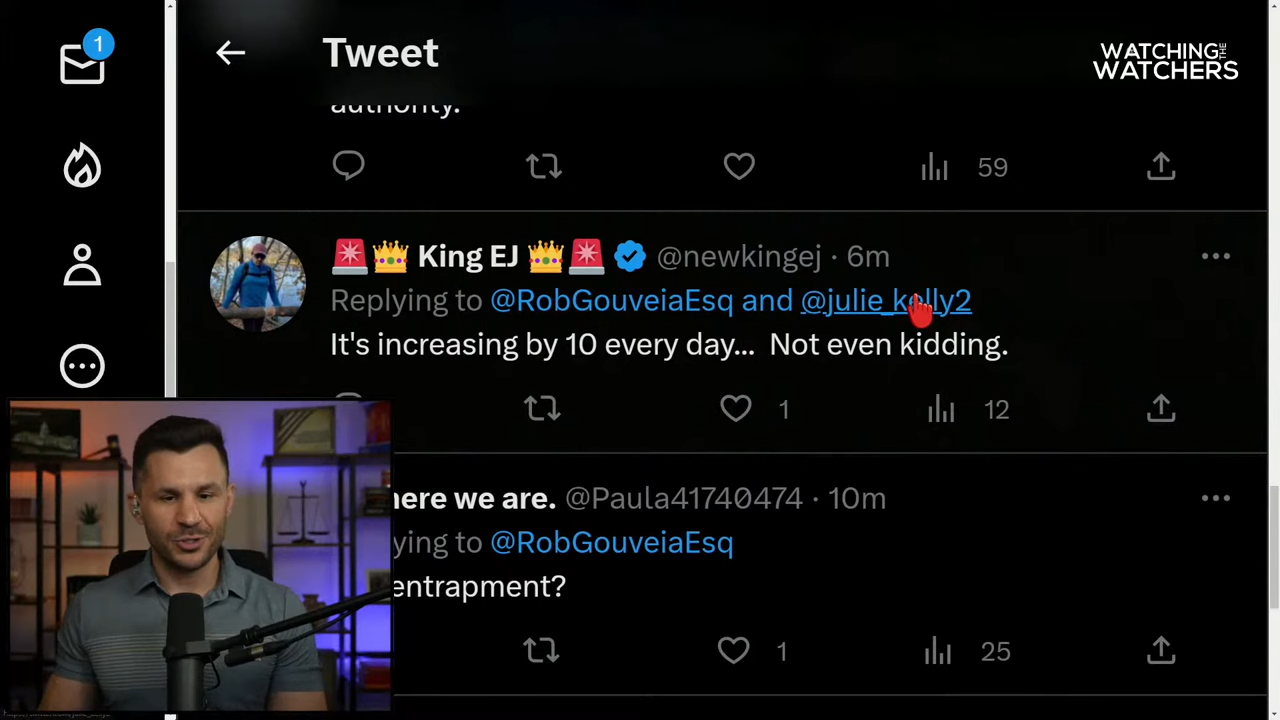 1
Tweet
WATCHING THE
WATCHERS
authority.
59
King EJ @newkingej · 6m
Replying to @RobGouveiaEsq and @julie_kelly2
It's increasing by 10 every day... Not even kidding.
1
12
here we are. @Paula41740474 · 10m
ying to @RobGouveiaEsq
entrapment?
1
25